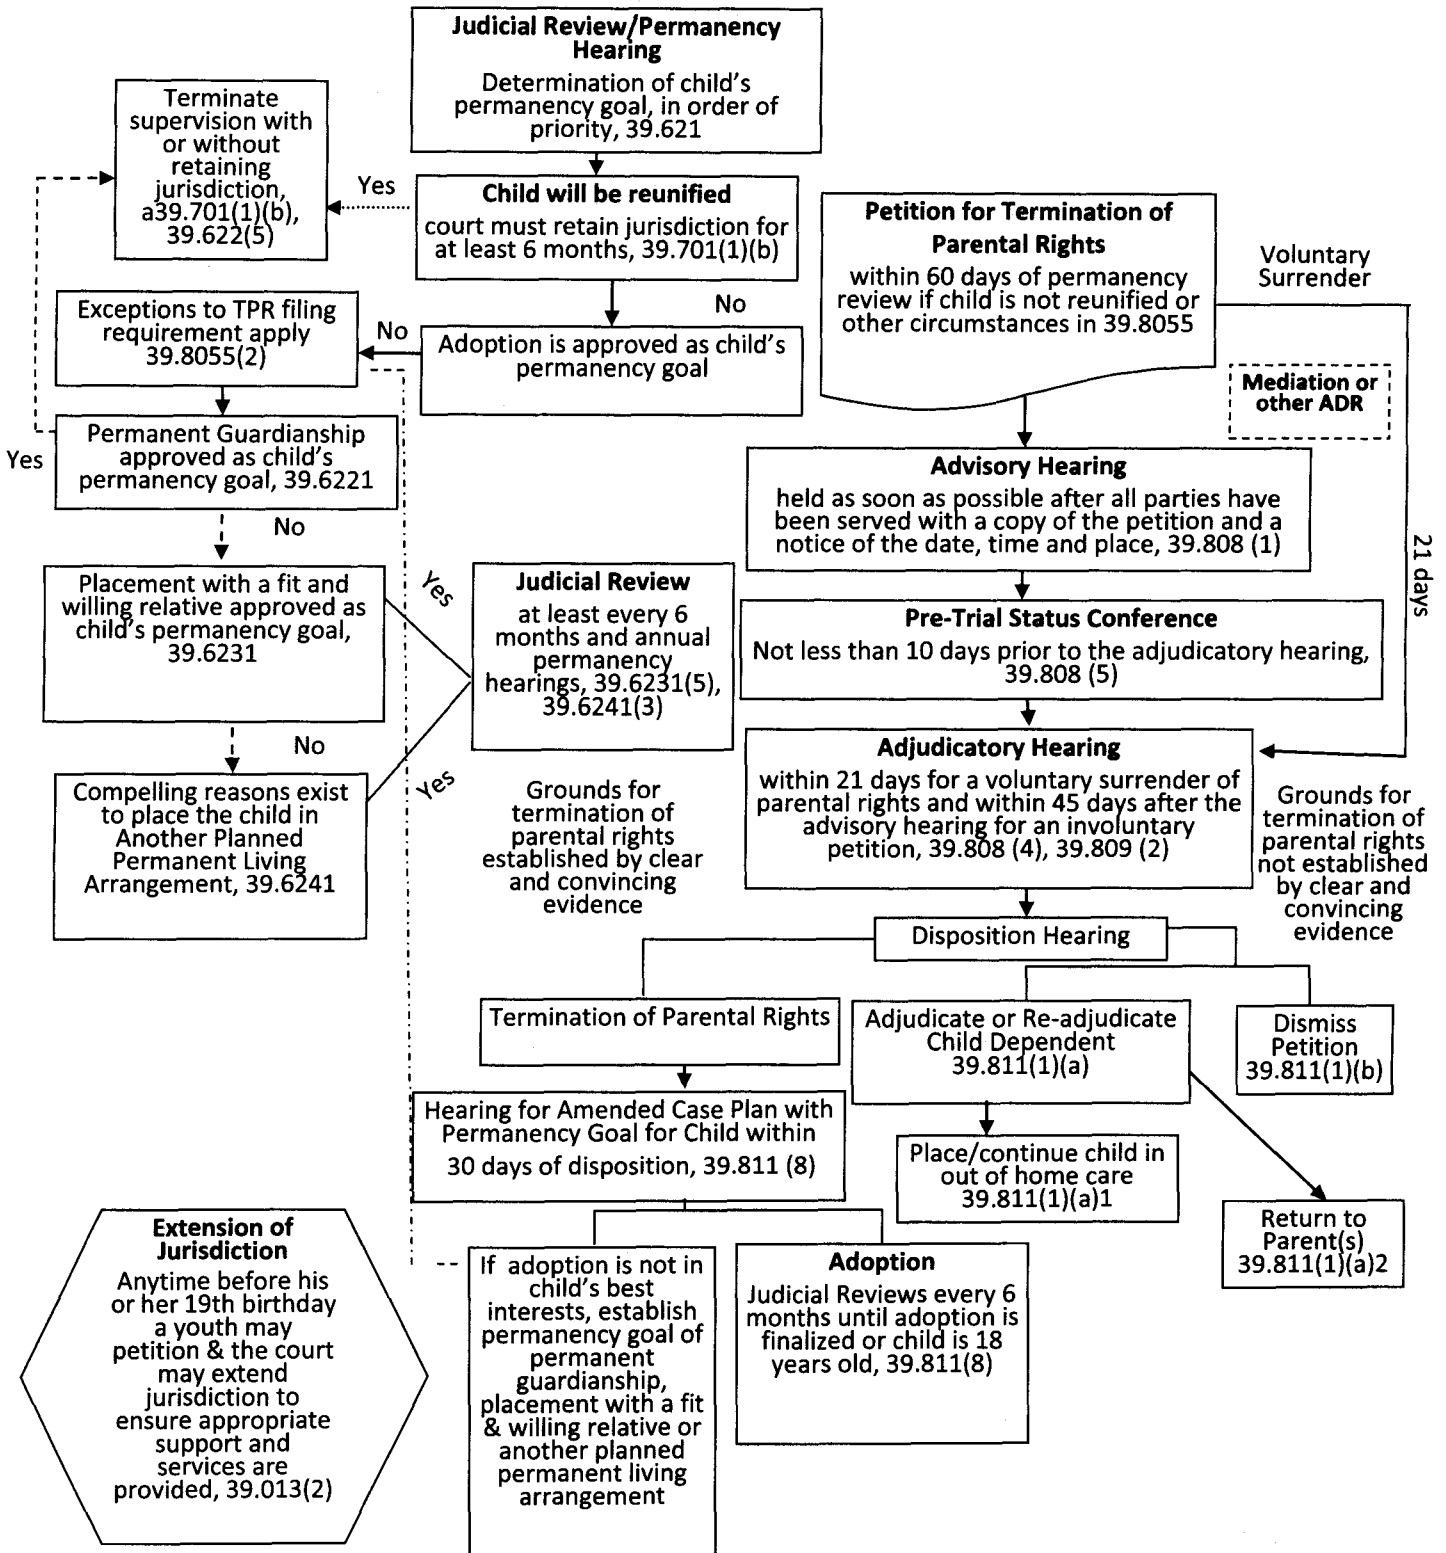 Judicial Review/Permanency
Hearing
Determination of child's
permanency goal, in order of
priority, 39.621
Terminate
supervision with
or without
retaining
jurisdiction,
a39.701(1)(b),
39.622(5)
Yes
Child will be reunified
court must retain jurisdiction for
at least 6 months, 39.701(1)(b)
No
Exceptions to TPR filing
requirement apply
39.8055(2)
No
Adoption is approved as child's
permanency goal
Yes
Permanent Guardianship
approved as child's
permanency goal, 39.6221
No
Placement with a fit and
willing relative approved as
child's permanency goal,
39.6231
Yes
Judicial Review
at least every 6
months and annual
permanency
hearings, 39.6231(5),
39.6241(3)
No
Compelling reasons exist
to place the child in
Another Planned
Permanent Living
Arrangement, 39.6241
Yes
Petition for Termination of
Parental Rights
within 60 days of permanency
review if child is not reunified or
other circumstances in 39.8055
Voluntary
Surrender
Mediation or
other ADR
Advisory Hearing
held as soon as possible after all parties have
been served with a copy of the petition and a
notice of the date, time and place, 39.808 (1)
21 days
Pre-Trial Status Conference
Not less than 10 days prior to the adjudicatory hearing,
39.808 (5)
Adjudicatory Hearing
within 21 days for a voluntary surrender of
parental rights and within 45 days after the
advisory hearing for an involuntary
petition, 39.808 (4), 39.809 (2)
Grounds for
termination of
parental rights
established by clear
and convincing
evidence
Grounds for
termination of
parental rights
not established
by clear and
convincing
evidence
Disposition Hearing
Termination of Parental Rights
Adjudicate or Re-adjudicate
Child Dependent
39.811(1)(a)
Dismiss
Petition
39.811(1)(b)
Hearing for Amended Case Plan with
Permanency Goal for Child within
30 days of disposition, 39.811 (8)
Place/continue child in
out of home care
39.811(1)(a)1
Return to
Parent(s)
39.811(1)(a)2
Extension of
Jurisdiction
Anytime before his
or her 19th birthday
a youth may
petition & the court
may extend
jurisdiction to
ensure appropriate
support and
services are
provided, 39.013(2)
If adoption is not in
child's best
interests, establish
permanency goal of
permanent
guardianship,
placement with a fit
& willing relative or
another planned
permanent living
arrangement
Adoption
Judicial Reviews every 6
months until adoption is
finalized or child is 18
years old, 39.811(8)